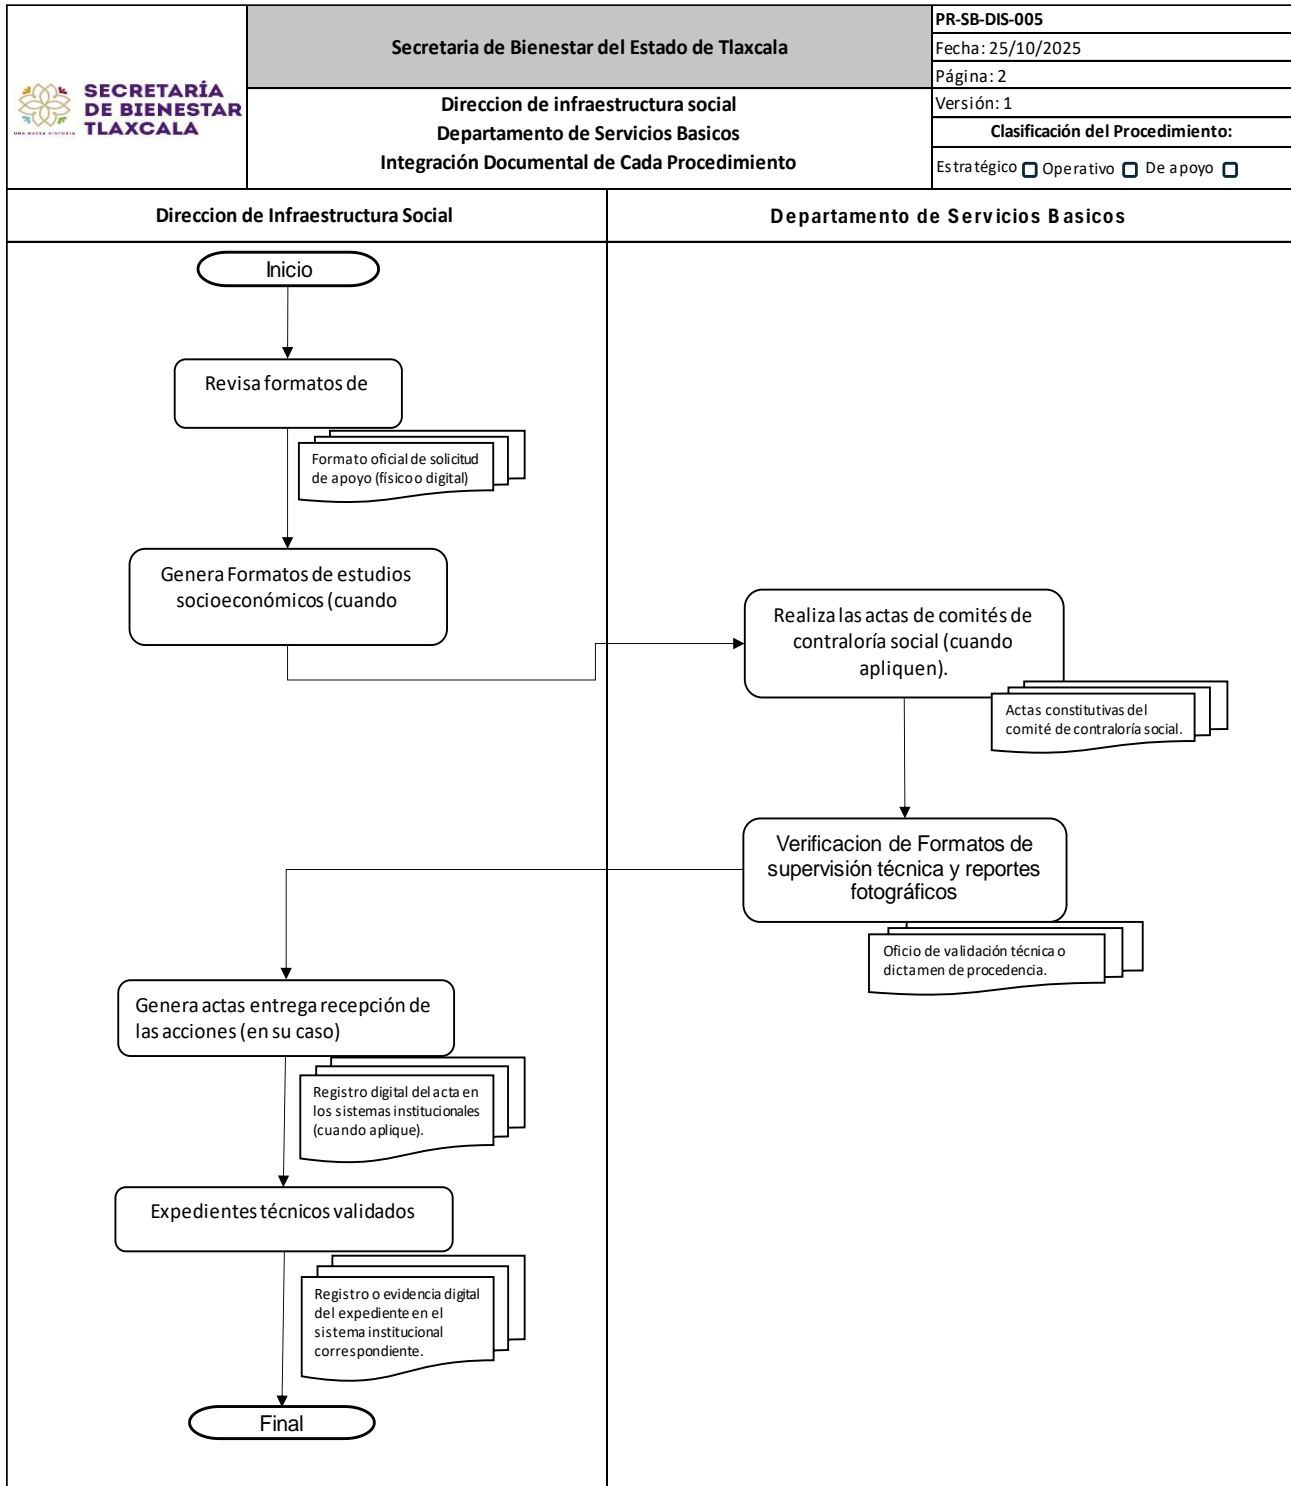 SECRETARÍA
DE BIENESTAR
TLAXCALA
UNA NUEVA HISTORIA
Secretaria de Bienestar del Estado de Tlaxcala
Direccion de infraestructura social
Departamento de Servicios Basicos
Integración Documental de Cada Procedimiento
PR-SB-DIS-005
Fecha: 25/10/2025
Página: 2
Versión: 1
Clasificación del Procedimiento:
Estratégico Operativo De apoyo
Direccion de Infraestructura Social
Departamento de Servicios Basicos
Inicio
Revisa formatos de
Formato oficial de solicitud
de apoyo (físico o digital)
Genera Formatos de estudios
socioeconómicos (cuando
Realiza las actas de comités de
contraloría social (cuando
apliquen).
Actas constitutivas del
comité de contraloría social.
Verificacion de Formatos de
supervisión técnica y reportes
fotográficos
Oficio de validación técnica o
dictamen de procedencia.
Genera actas entrega recepción de
las acciones (en su caso)
Registro digital del acta en
los sistemas institucionales
(cuando aplique).
Expedientes técnicos validados
Registro o evidencia digital
del expediente en el
sistema institucional
correspondiente.
Final